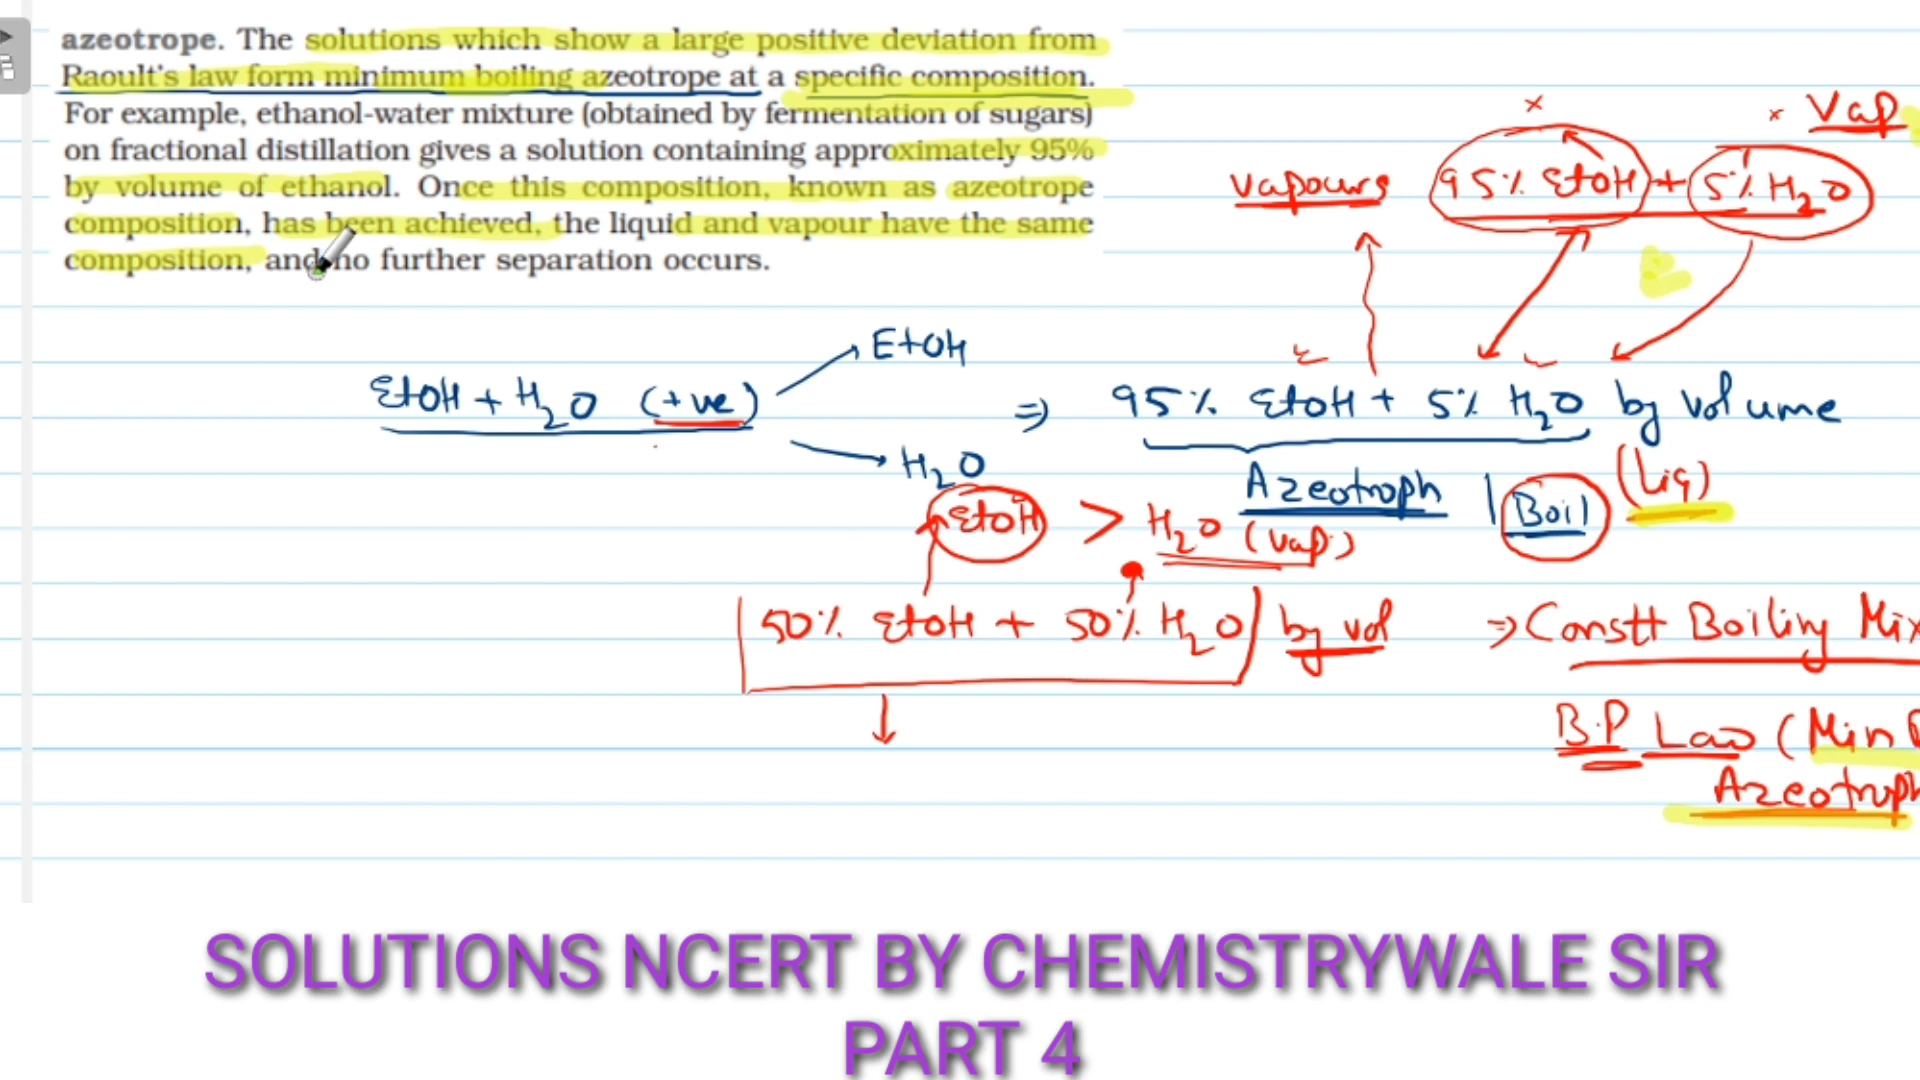 azeotrope. The solutions which show a large positive deviation from
Raoult's law form minimum boiling azeotrope at a specific composition.
For example, ethanol-water mixture (obtained by fermentation of sugars)
on fractional distillation gives a solution containing approximately 95%
by volume of ethanol. Once this composition, known as azeotrope
composition, has been achieved, the liquid and vapour have the same
composition, and no further separation occurs.
Vap
vapours 95% EtOH + 5% H2O
EtOH
EtOH + H2O (+ve)
⇒ 95% EtOH + 5% H2O by volume
H2O
Azeotroph | Boil (Liq)
EtOH > H2O (Vap.)
50% EtOH + 50% H2O by vol
⇒ Constt Boiling Mix
B.P Law (Min
Azeotroph
SOLUTIONS NCERT BY CHEMISTRYWALE SIR
PART 4